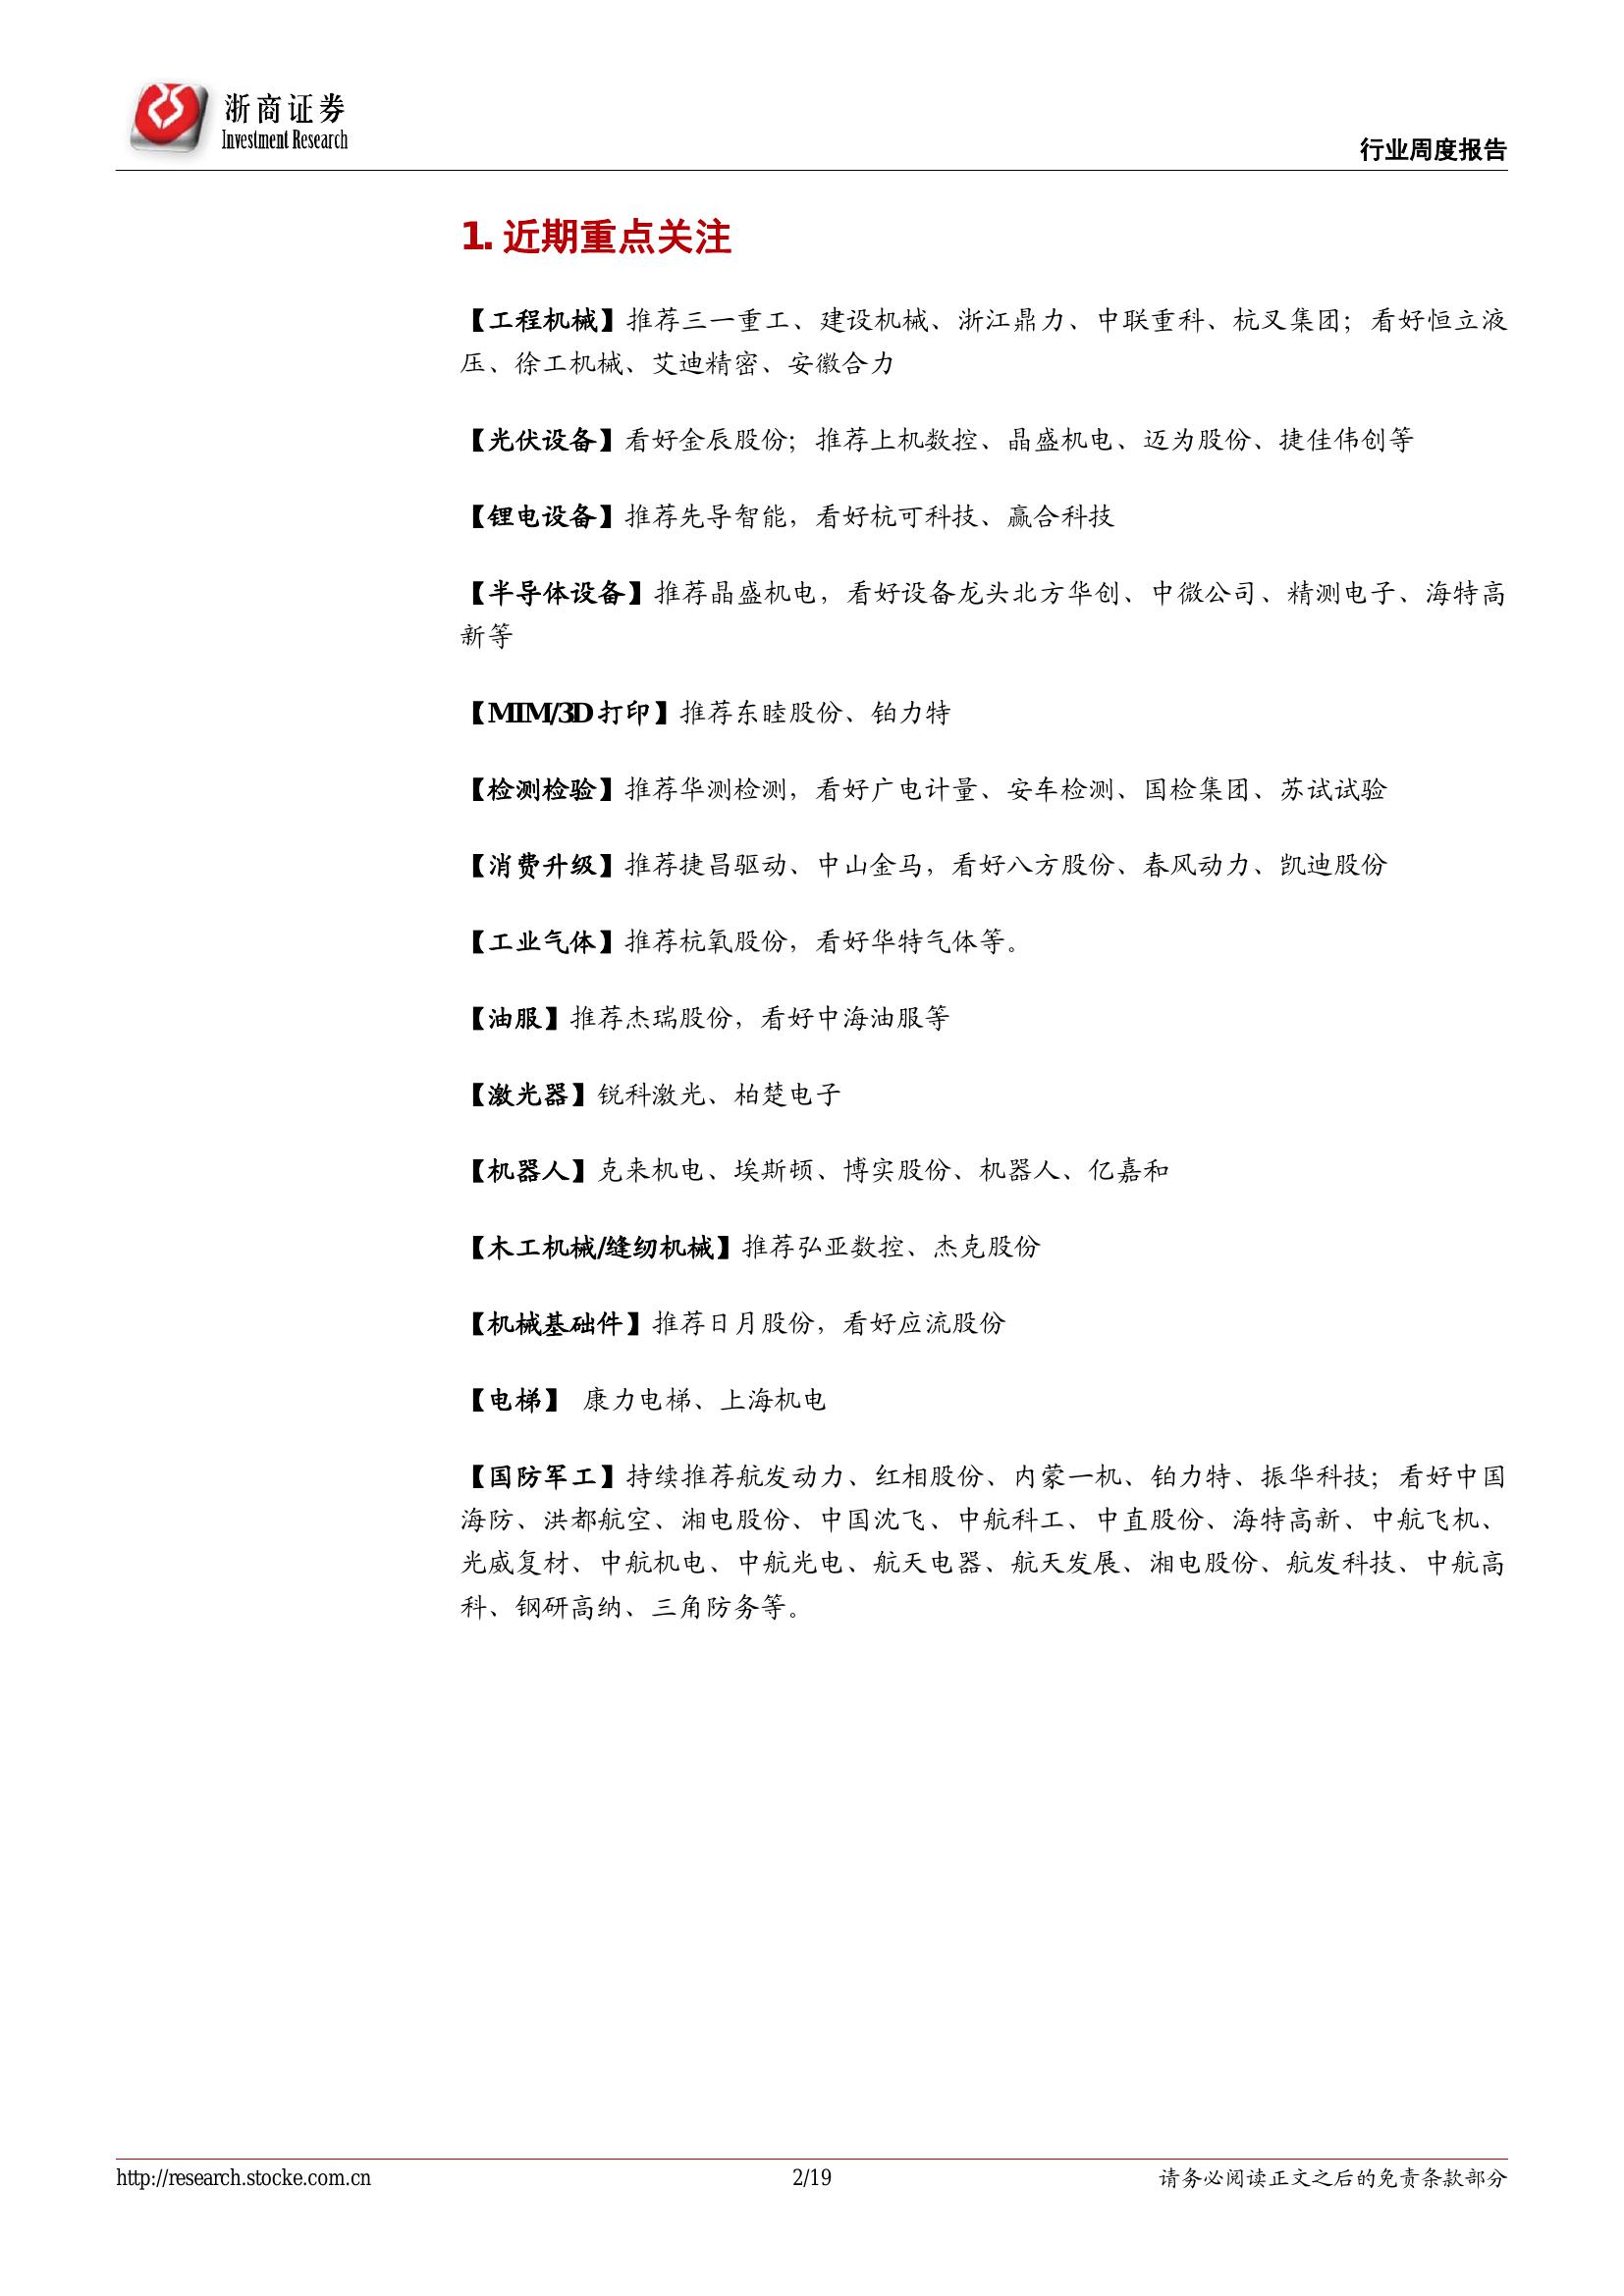 浙商证券
Investment Research
行业周度报告
1. 近期重点关注
【工程机械】推荐三一重工、建设机械、浙江鼎力、中联重科、杭叉集团；看好恒立液
压、徐工机械、艾迪精密、安徽合力
【光伏设备】看好金辰股份；推荐上机数控、晶盛机电、迈为股份、捷佳伟创等
【锂电设备】推荐先导智能，看好杭可科技、赢合科技
【半导体设备】推荐晶盛机电，看好设备龙头北方华创、中微公司、精测电子、海特高
新等
【MIM/3D 打印】推荐东睦股份、铂力特
【检测检验】推荐华测检测，看好广电计量、安车检测、国检集团、苏试试验
【消费升级】推荐捷昌驱动、中山金马，看好八方股份、春风动力、凯迪股份
【工业气体】推荐杭氧股份，看好华特气体等。
【油服】推荐杰瑞股份，看好中海油服等
【激光器】锐科激光、柏楚电子
【机器人】克来机电、埃斯顿、博实股份、机器人、亿嘉和
【木工机械/缝纫机械】推荐弘亚数控、杰克股份
【机械基础件】推荐日月股份，看好应流股份
【电梯】 康力电梯、上海机电
【国防军工】持续推荐航发动力、红相股份、内蒙一机、铂力特、振华科技；看好中国
海防、洪都航空、湘电股份、中国沈飞、中航科工、中直股份、海特高新、中航飞机、
光威复材、中航机电、中航光电、航天电器、航天发展、湘电股份、航发科技、中航高
科、钢研高纳、三角防务等。
http://research.stocke.com.cn
2/19
请务必阅读正文之后的免责条款部分